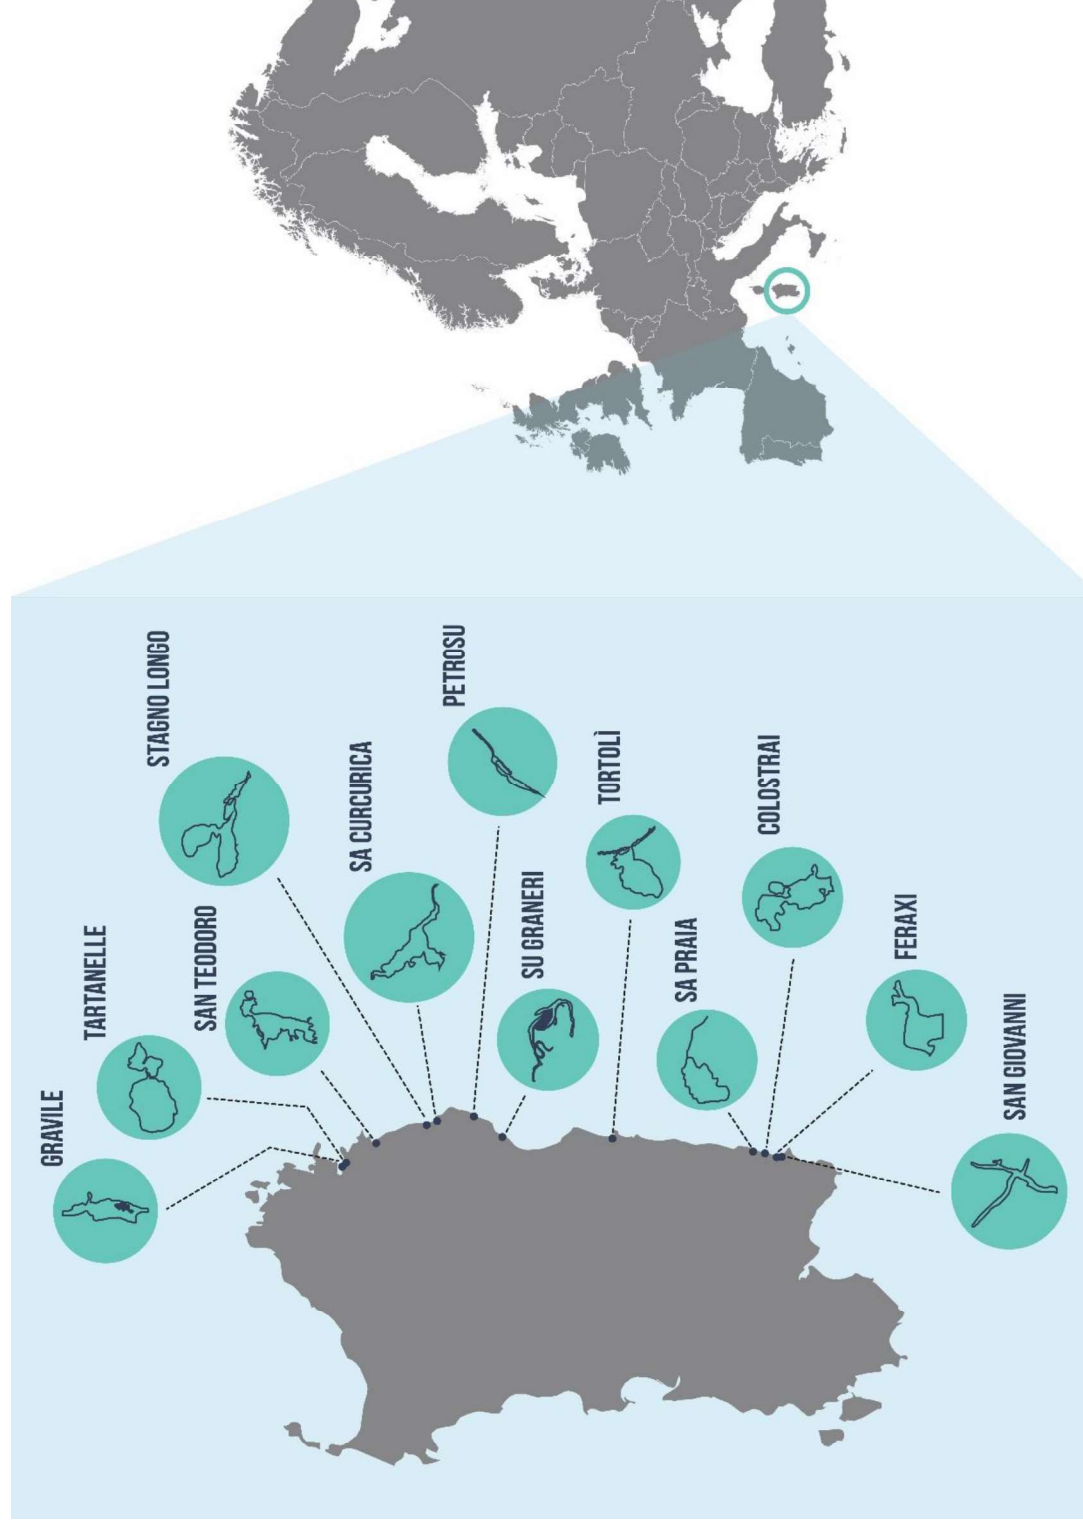 GRAVILE
TARTANELLE
SAN TEODORO
STAGNO LONGO
SA CURCURICA
PETROSU
SU GRANERI
TORTOLÌ
SA PRAIA
COLOSTRAI
FERAXI
SAN GIOVANNI